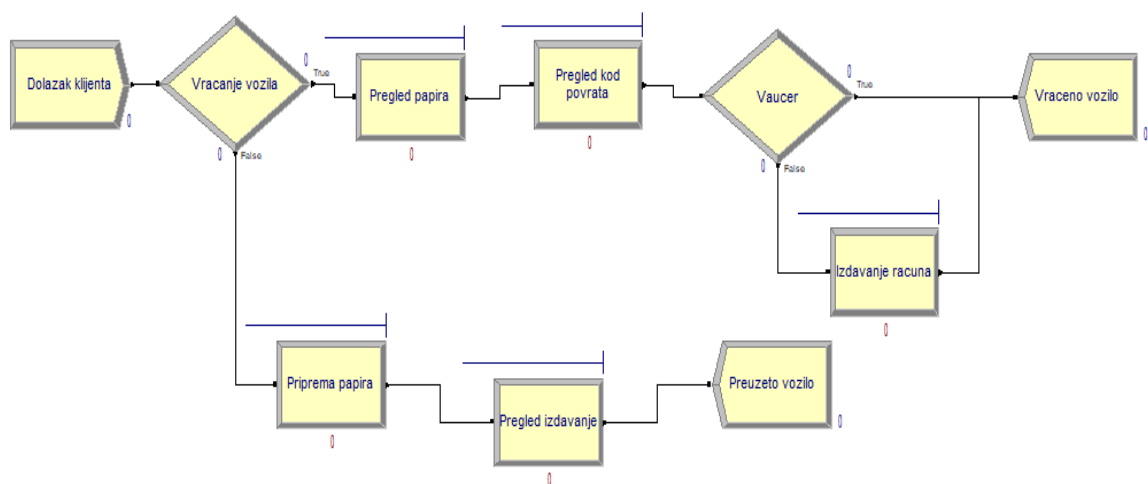 Dolazak klijenta
0
Vracanje vozila
0
True
0
False
Pregled papira
0
Pregled kod
povrata
0
Vaucer
0
True
0
False
Izdavanje racuna
0
Vraceno vozilo
0
Priprema papira
0
Pregled izdavanje
0
Preuzeto vozilo
0